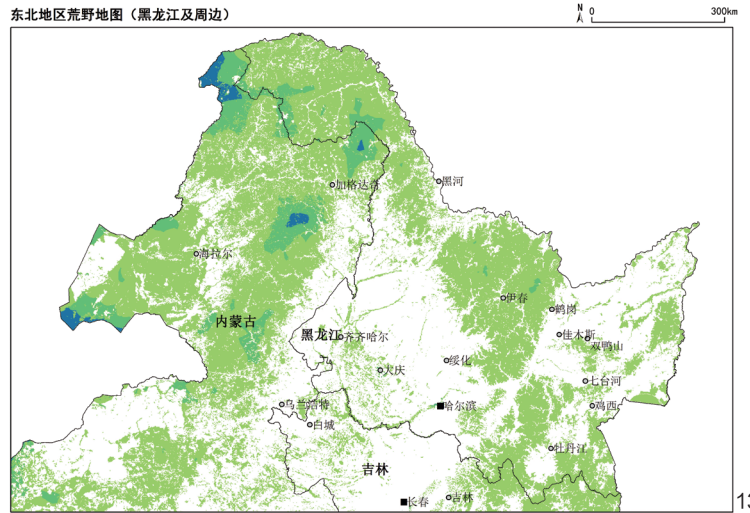 东北地区荒野地图（黑龙江及周边）
N
0 300km
加格达奇
黑河
海拉尔
伊春
鹤岗
内蒙古
黑龙江
齐齐哈尔
佳木斯
双鸭山
绥化
大庆
七台河
乌兰浩特
哈尔滨
鸡西
白城
牡丹江
吉林
长春
吉林
13